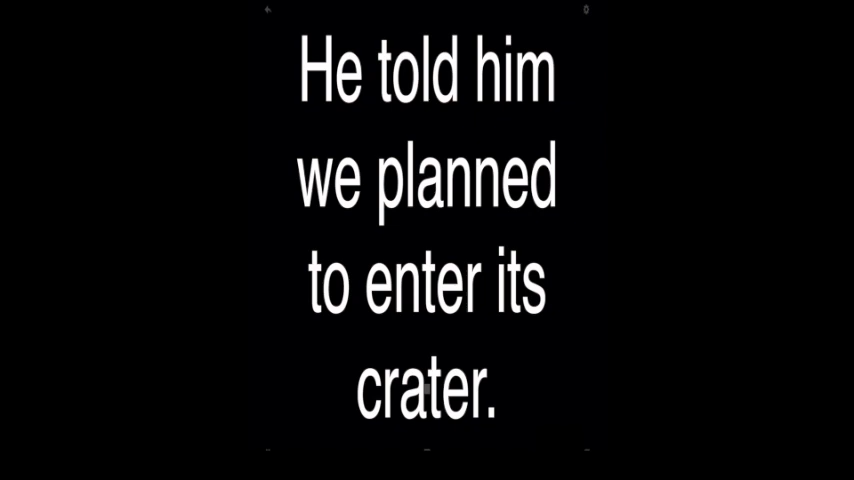 He told him
we planned
to enter its
crater.